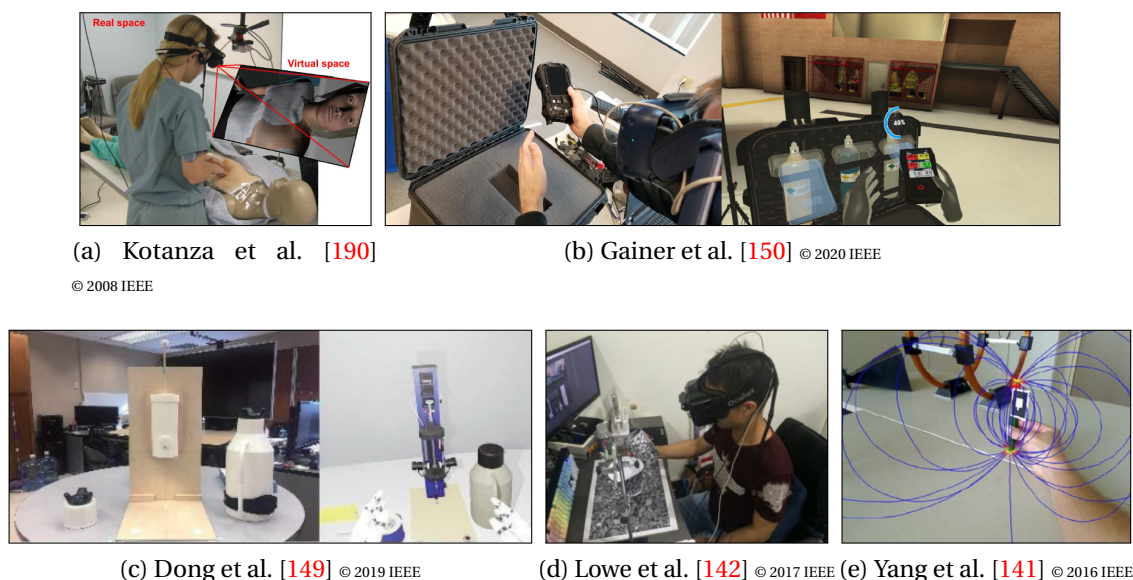 Real space
Virtual space
49%
(a) Kotanza et al. [190]
© 2008 IEEE
(b) Gainer et al. [150] © 2020 IEEE
Oculus
(c) Dong et al. [149] © 2019 IEEE
(d) Lowe et al. [142] © 2017 IEEE (e) Yang et al. [141] © 2016 IEEE